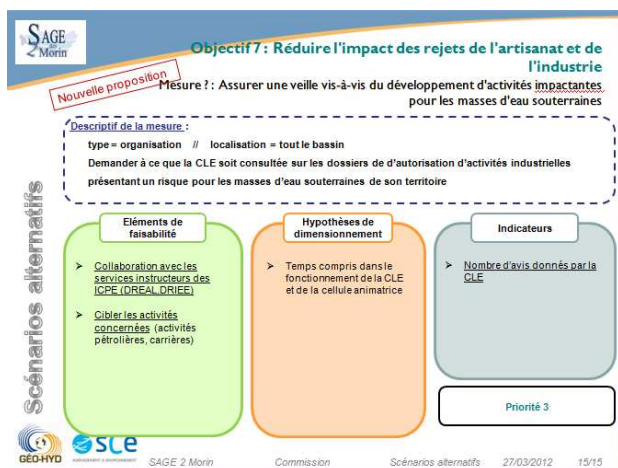 SAGE
des
2 Morin
Objectif 7 : Réduire l'impact des rejets de l'artisanat et de
l'industrie
Nouvelle proposition
Mesure ? : Assurer une veille vis-à-vis du développement d'activités impactantes
pour les masses d'eau souterraines
Descriptif de la mesure :
type = organisation // localisation = tout le bassin
Demander à ce que la CLE soit consultée sur les dossiers de d'autorisation d'activités industrielles
présentant un risque pour les masses d'eau souterraines de son territoire
Scénarios alternatifs
Eléments de
faisabilité
➤ Collaboration avec les
services instructeurs des
ICPE (DREAL,DRIEE)
➤ Cibler les activités
concernées (activités
pétrolières, carrières)
Hypothèses de
dimensionnement
➤ Temps compris dans le
fonctionnement de la CLE
et de la cellule animatrice
Indicateurs
➤ Nombre d'avis donnés par la
CLE
Priorité 3
GÉO-HYD
sce
SAGE 2 Morin Commission Scénarios alternatifs 27/03/2012 15/15